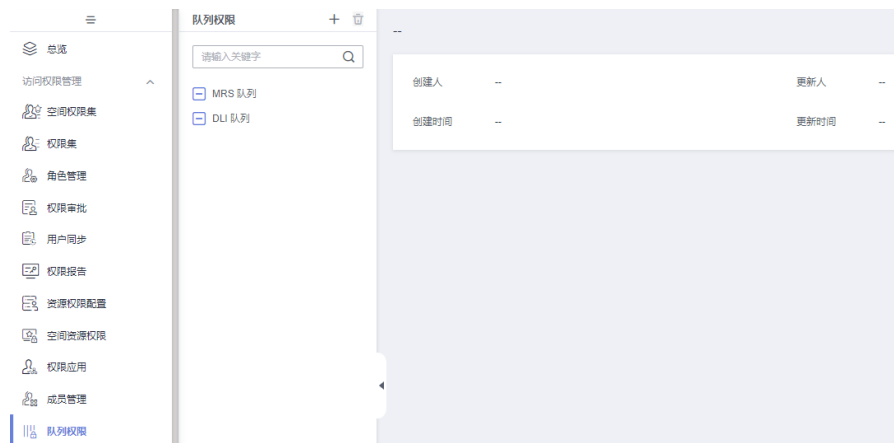 总览
访问权限管理
空间权限集
权限集
角色管理
权限审批
用户同步
权限报告
资源权限配置
空间资源权限
权限应用
成员管理
队列权限
队列权限
请输入关键字
MRS 队列
DLI 队列
--
创建人 -- 更新人 --
创建时间 -- 更新时间 --